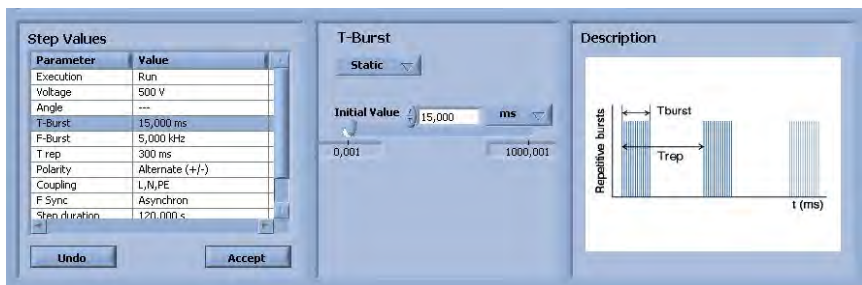 Step Values
Parameter Value
Execution Run
Voltage 500 V
Angle ---
T-Burst 15,000 ms
F-Burst 5,000 kHz
T rep 300 ms
Polarity Alternate (+/-)
Coupling L,N,PE
F Sync Asynchron
Step duration 120,000 s
Undo Accept
T-Burst
Static
Initial Value 15,000 ms
0,001 1000,001
Description
Repetitive bursts
Tburst
Trep
t (ms)